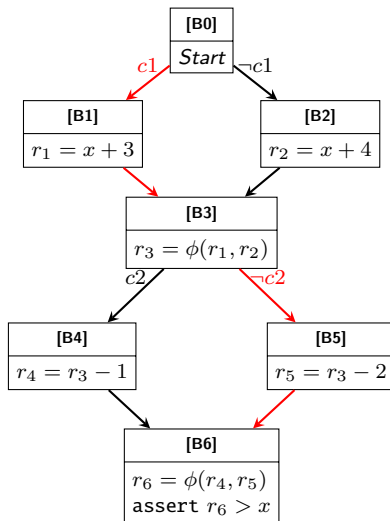 [B0]
Start
c1 ¬c1
[B1] [B2]
r₁ = x + 3 r₂ = x + 4
[B3]
r₃ = ϕ(r₁, r₂)
c2 ¬c2
[B4] [B5]
r₄ = r₃ − 1 r₅ = r₃ − 2
[B6]
r₆ = ϕ(r₄, r₅)
assert r₆ > x